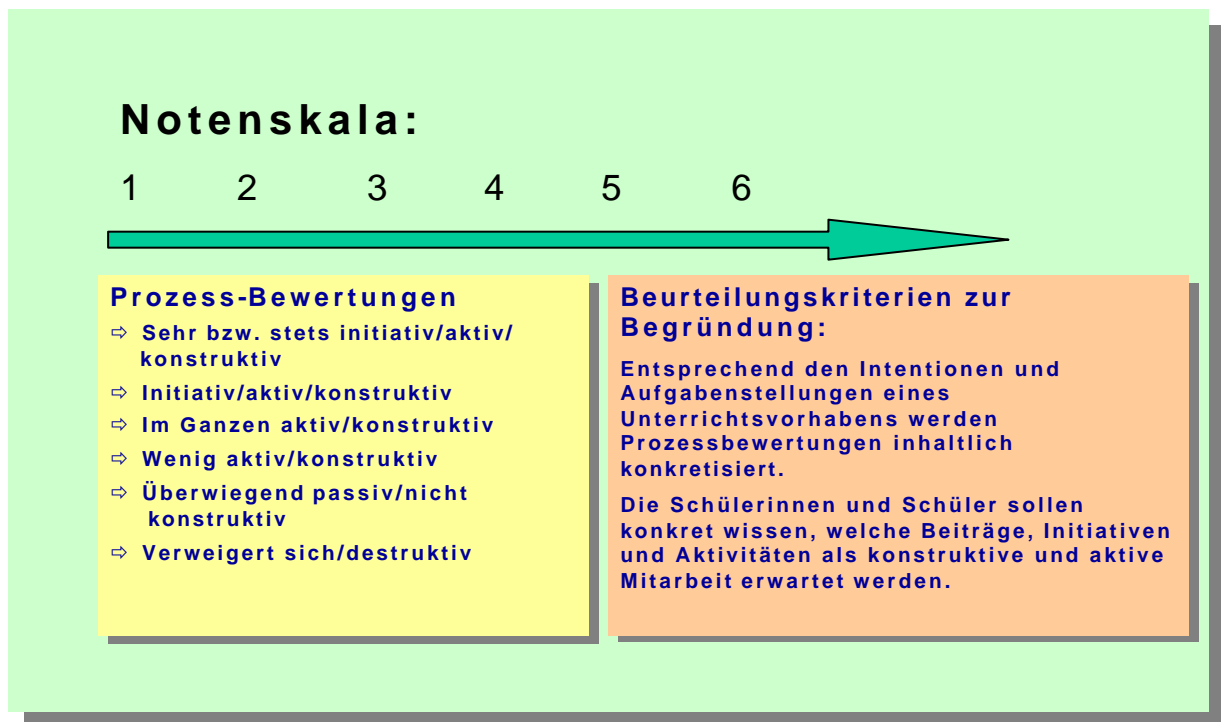 Notenskala:
1 2 3 4 5 6
Prozess-Bewertungen
⇨ Sehr bzw. stets initiativ/aktiv/
konstruktiv
⇨ Initiativ/aktiv/konstruktiv
⇨ Im Ganzen aktiv/konstruktiv
⇨ Wenig aktiv/konstruktiv
⇨ Überwiegend passiv/nicht
konstruktiv
⇨ Verweigert sich/destruktiv
Beurteilungskriterien zur
Begründung:
Entsprechend den Intentionen und
Aufgabenstellungen eines
Unterrichtsvorhabens werden
Prozessbewertungen inhaltlich
konkretisiert.
Die Schülerinnen und Schüler sollen
konkret wissen, welche Beiträge, Initiativen
und Aktivitäten als konstruktive und aktive
Mitarbeit erwartet werden.